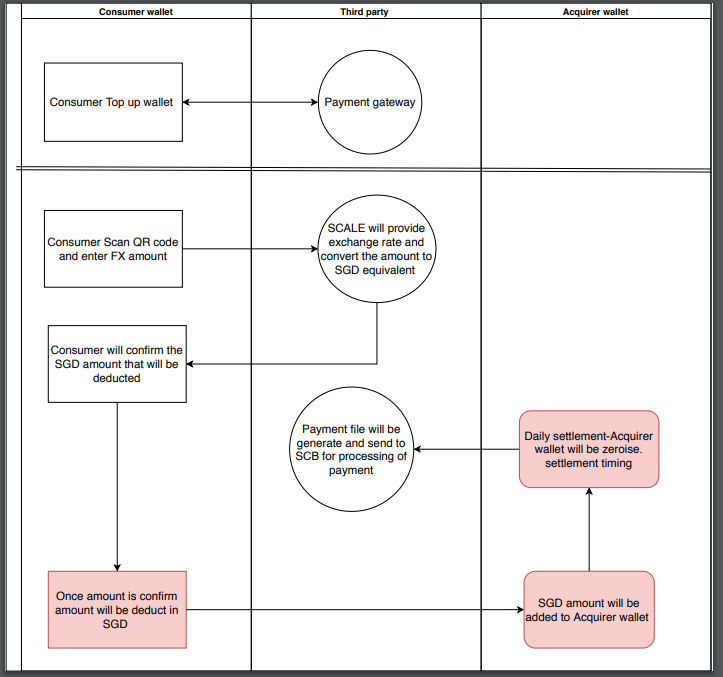 Consumer wallet
Third party
Acquirer wallet
Consumer Top up wallet
Payment gateway
Consumer Scan QR code
and enter FX amount
SCALE will provide
exchange rate and
convert the amount to
SGD equivalent
Consumer will confirm the
SGD amount that will be
deducted
Payment file will be
generate and send to
SCB for processing of
payment
Daily settlement-Acquirer
wallet will be zeroise.
settlement timing
Once amount is confirm
amount will be deduct in
SGD
SGD amount will be
added to Acquirer wallet